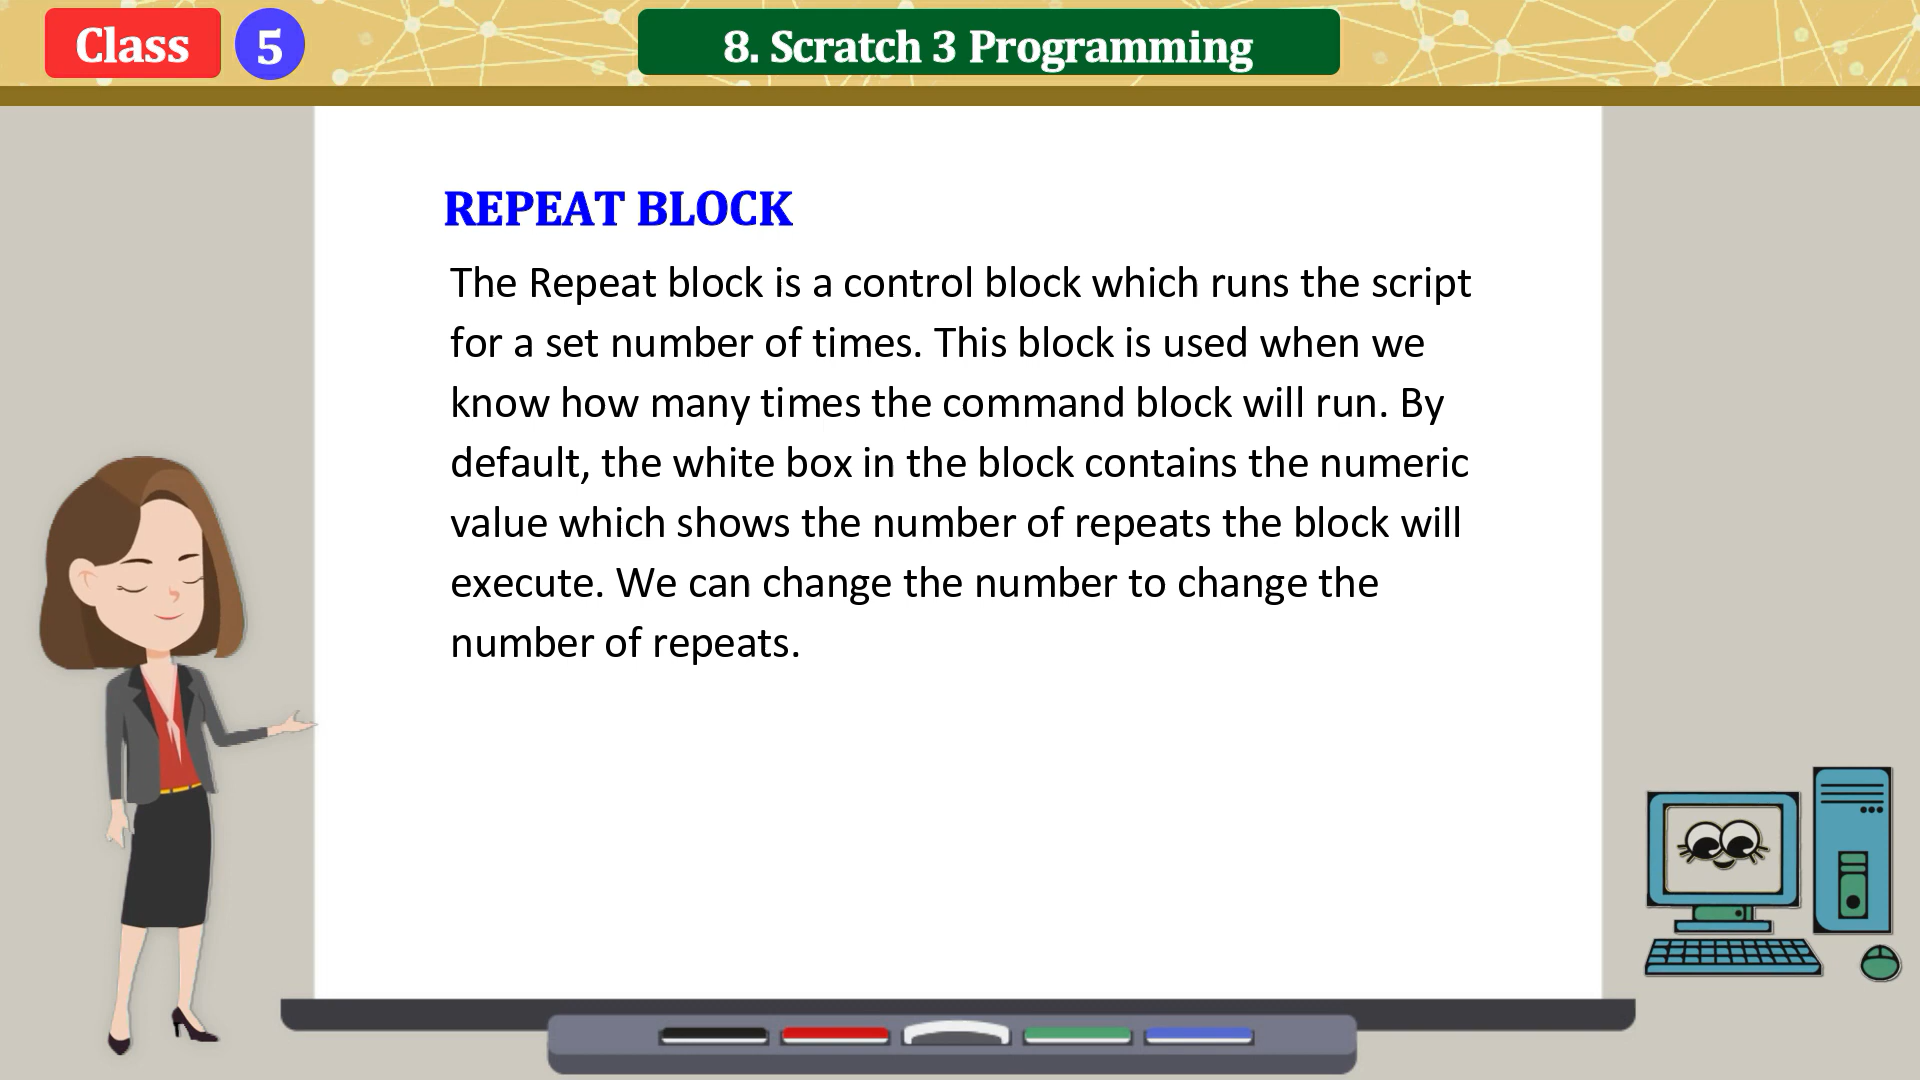 Class 5
8. Scratch 3 Programming
REPEAT BLOCK
The Repeat block is a control block which runs the script
for a set number of times. This block is used when we
know how many times the command block will run. By
default, the white box in the block contains the numeric
value which shows the number of repeats the block will
execute. We can change the number to change the
number of repeats.